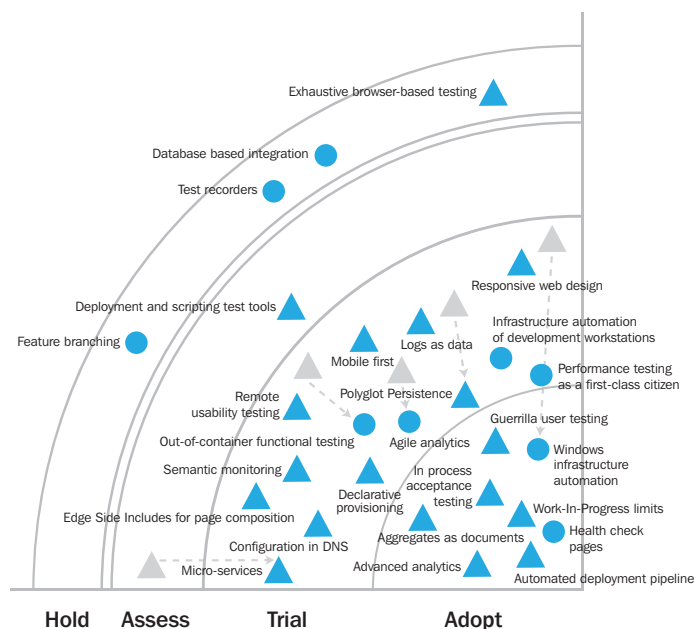 Exhaustive browser-based testing
Database based integration
Test recorders
Responsive web design
Deployment and scripting test tools
Feature branching
Logs as data
Infrastructure automation
of development workstations
Mobile first
Performance testing
as a first-class citizen
Remote
usability testing
Polyglot Persistence
Guerrilla user testing
Out-of-container functional testing
Agile analytics
Windows
infrastructure
automation
Semantic monitoring
In process
acceptance
testing
Declarative
provisioning
Edge Side Includes for page composition
Work-In-Progress limits
Configuration in DNS
Aggregates as documents
Health check
pages
Micro-services
Advanced analytics
Automated deployment pipeline
Hold
Assess
Trial
Adopt